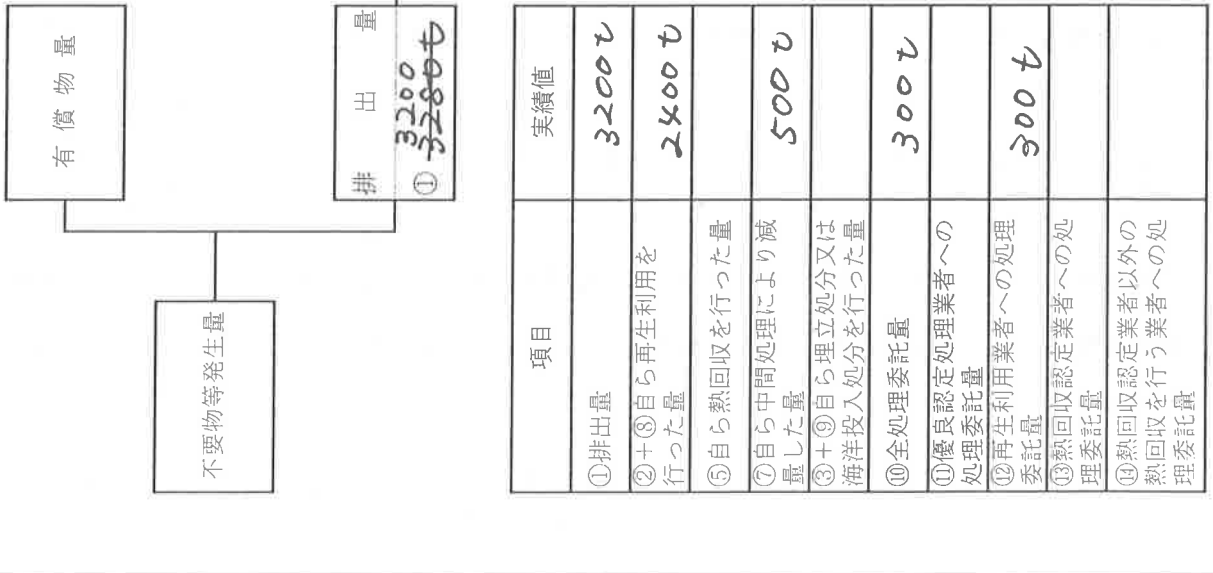 有償物量
不要物等発生量
排出量
3200
① 3280t
項目 実績値
①排出量 3200t
②+⑧自ら再生利用を
行った量 2400t
⑤自ら熱回収を行った量
⑦自ら中間処理により減
量した量 500t
③+⑨自ら埋立処分又は
海洋投入処分を行った量
⑩全処理委託量 300t
⑪優良認定処理業者への
処理委託量
⑫再生利用業者への処理
委託量 300t
⑬熱回収認定業者への処
理委託量
⑭熱回収認定業者以外の
熱回収を行う業者への処
理委託量